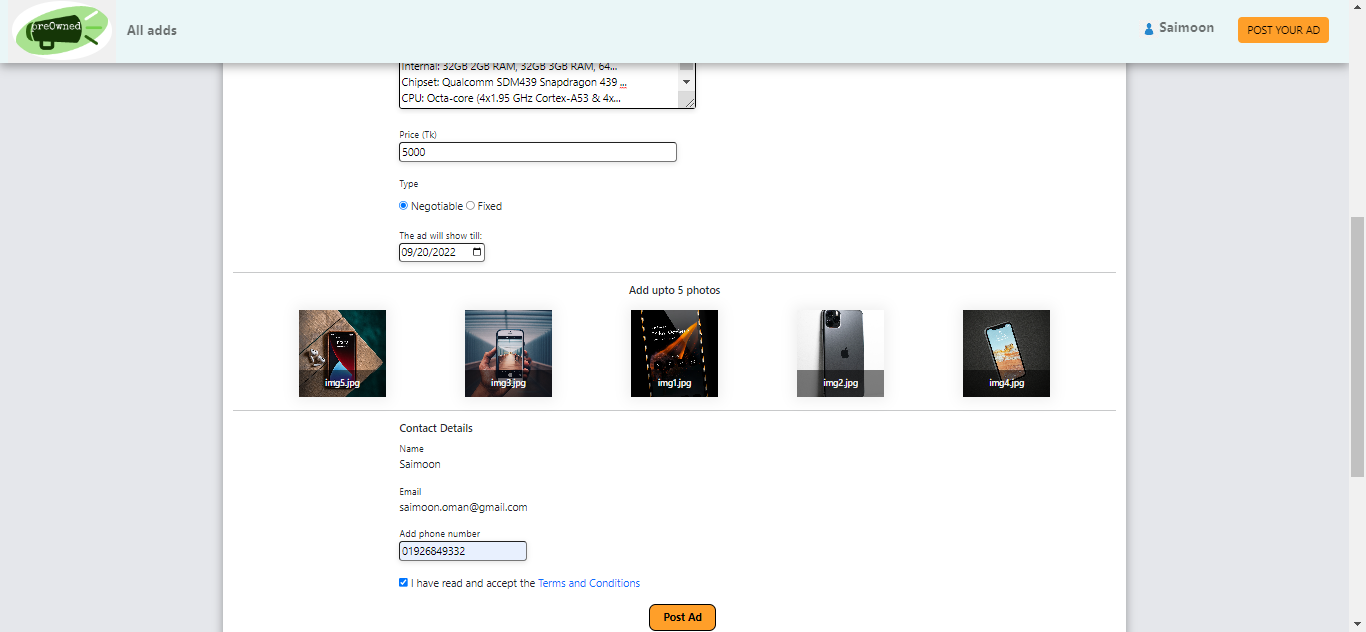 preOwned
All adds
Saimoon
POST YOUR AD
Internal: 32GB 2GB RAM, 32GB 3GB RAM, 64...
Chipset: Qualcomm SDM439 Snapdragon 439 ...
CPU: Octa-core (4x1.95 GHz Cortex-A53 & 4x...
Price (Tk)
5000
Type
Negotiable Fixed
The ad will show till:
09/20/2022
Add upto 5 photos
img5.jpg
img3.jpg
img1.jpg
img2.jpg
img4.jpg
Contact Details
Name
Saimoon
Email
saimoon.oman@gmail.com
Add phone number
01926849332
I have read and accept the Terms and Conditions
Post Ad